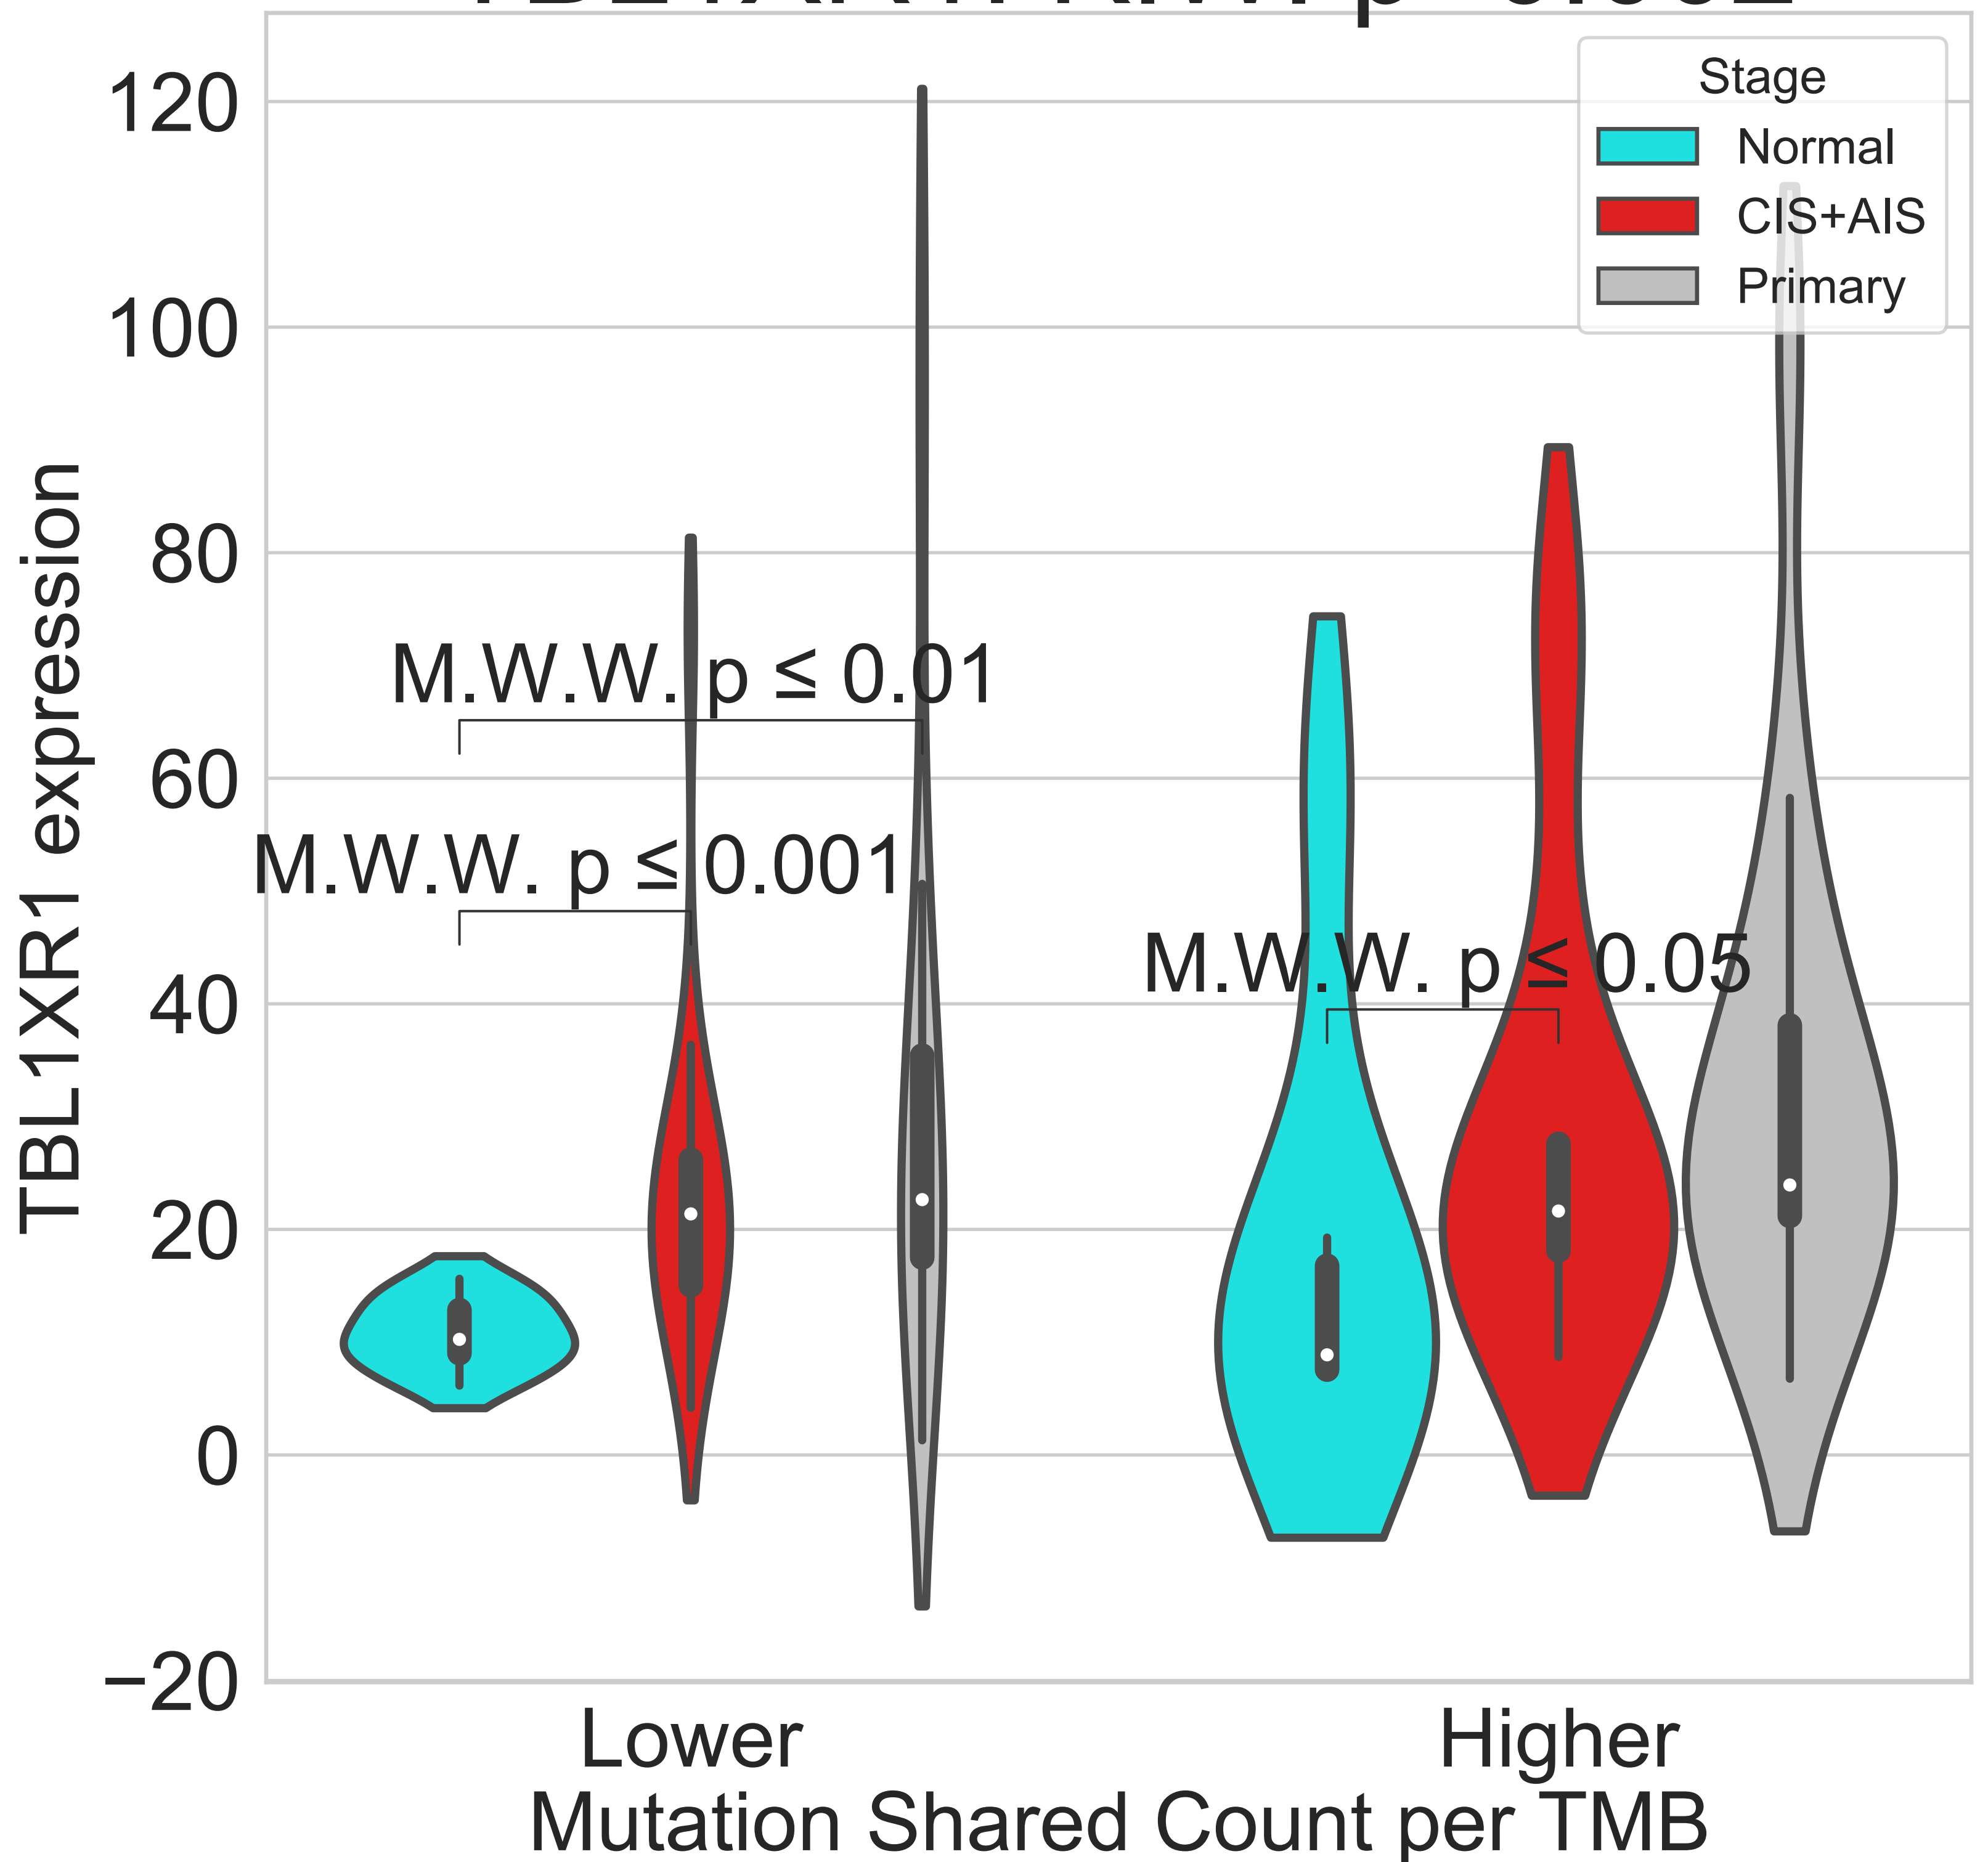 Stage
Normal
CIS+AIS
Primary
120
100
80
60
40
20
0
−20
TBL1XR1 expression
M.W.W. p ≤ 0.01
M.W.W. p ≤ 0.001
M.W.W. p ≤ 0.05
Lower
Higher
Mutation Shared Count per TMB